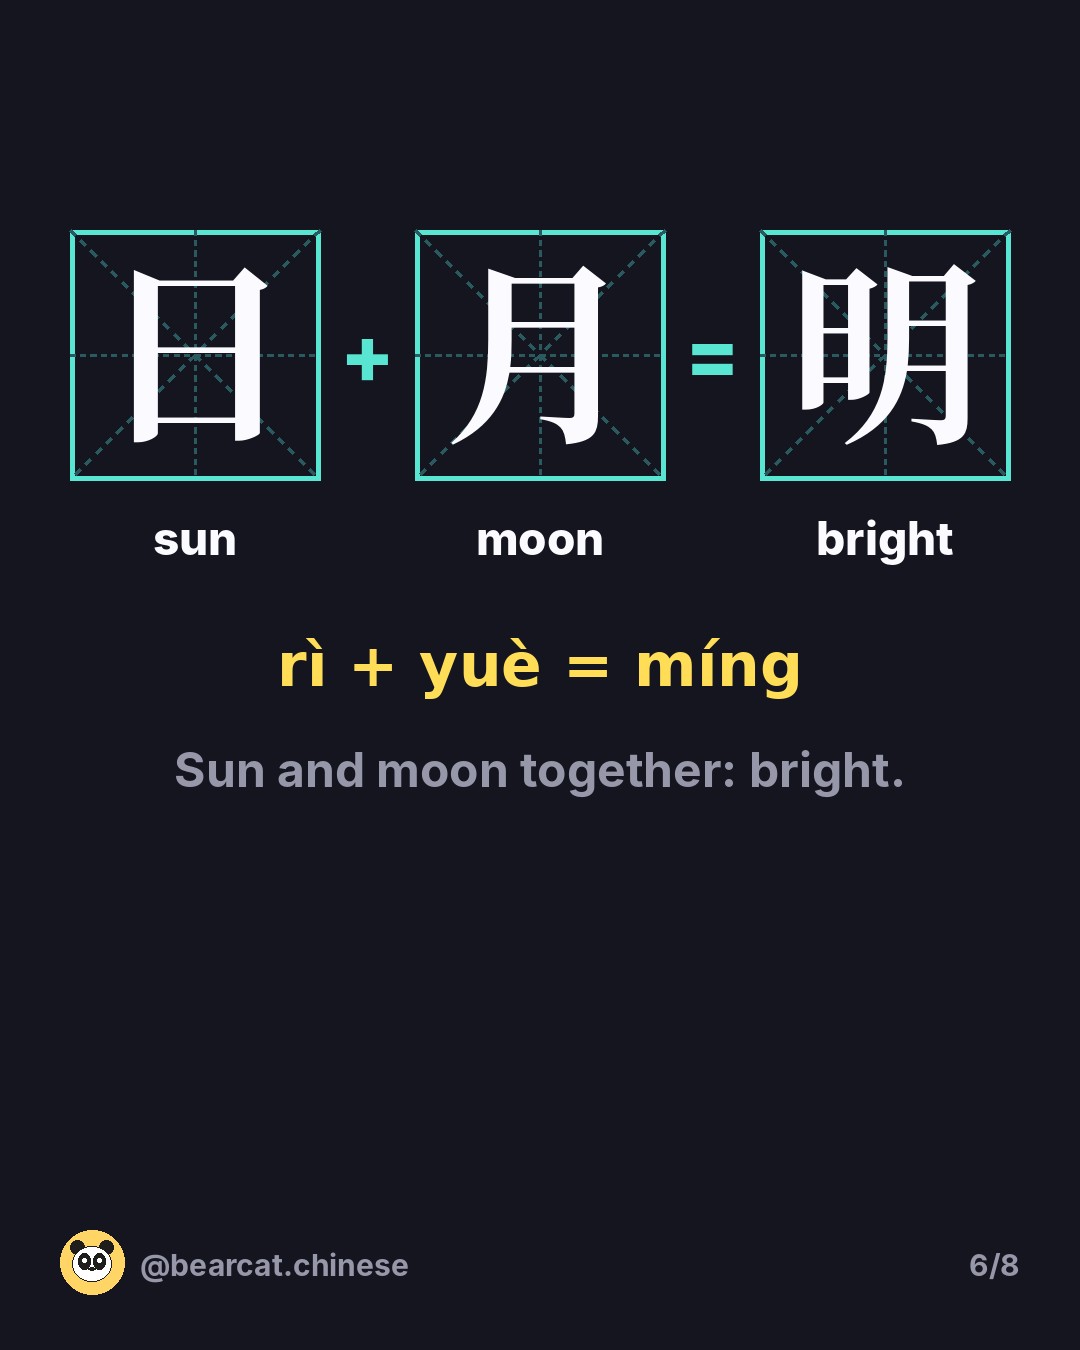 日 + 月 = 明
sun moon bright
rì + yuè = míng
Sun and moon together: bright.
@bearcat.chinese 6/8